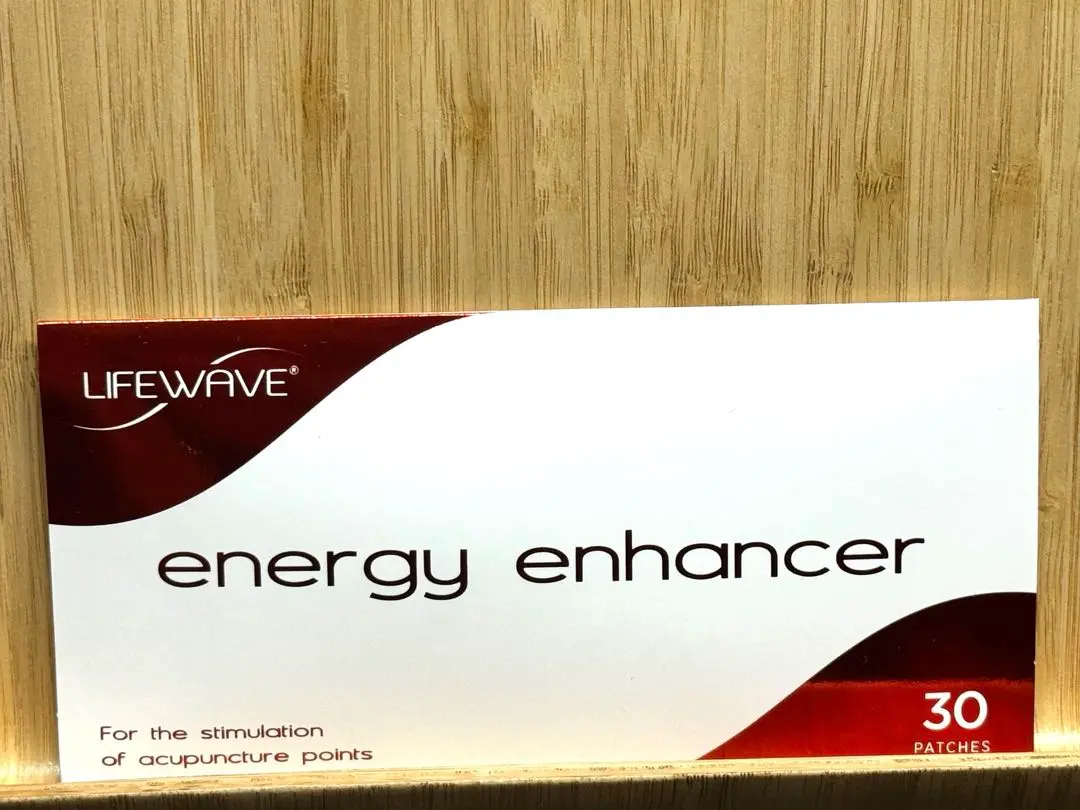 LIFEWAVE®
energy enhancer
For the stimulation
of acupuncture points
30
PATCHES